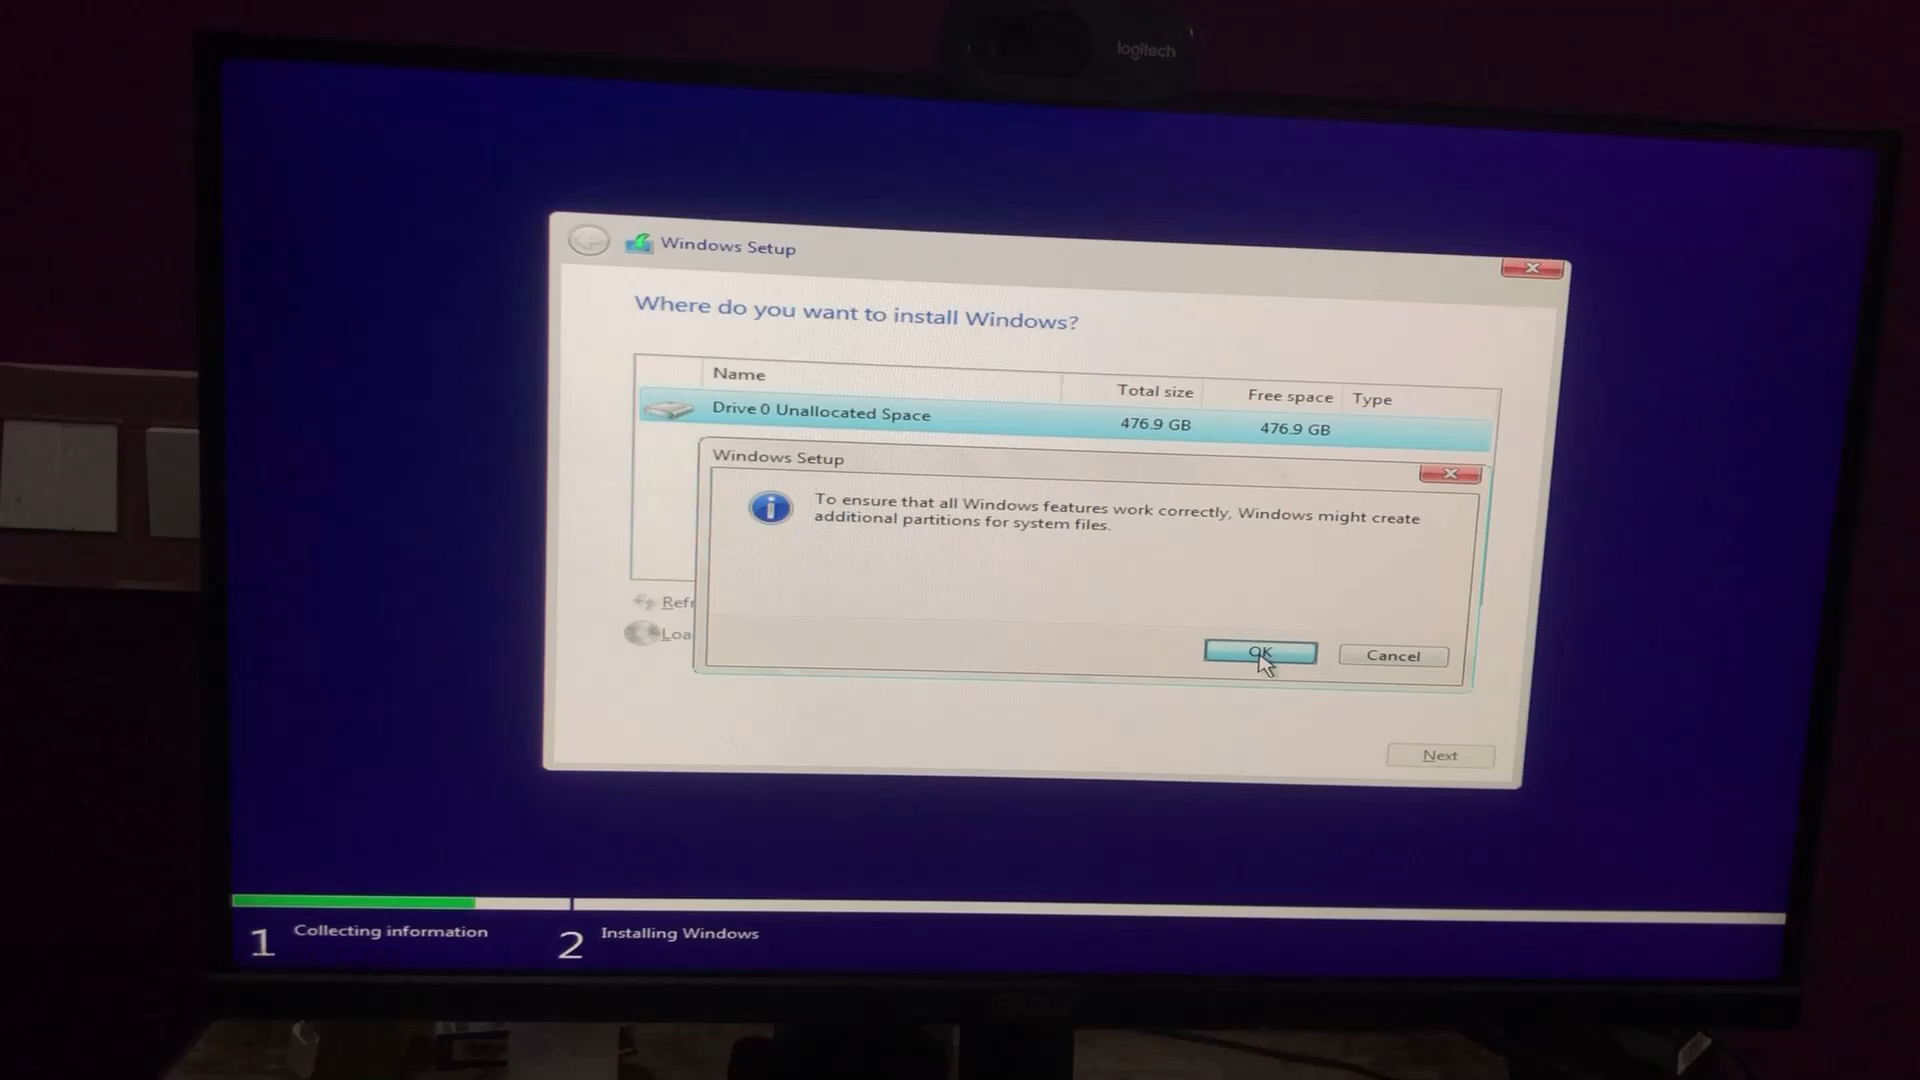 logitech
Windows Setup
Where do you want to install Windows?
Name Total size Free space Type
Drive 0 Unallocated Space 476.9 GB 476.9 GB
Windows Setup
To ensure that all Windows features work correctly, Windows might create
additional partitions for system files.
Refr
Loa
OK Cancel
Next
1 Collecting information 2 Installing Windows